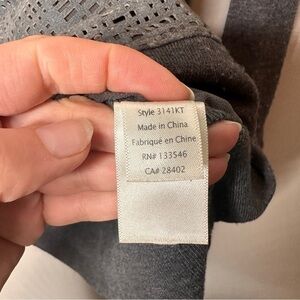 Style 3141KT
Made in China
Fabriqué en Chine
RN# 133546
CA# 28402